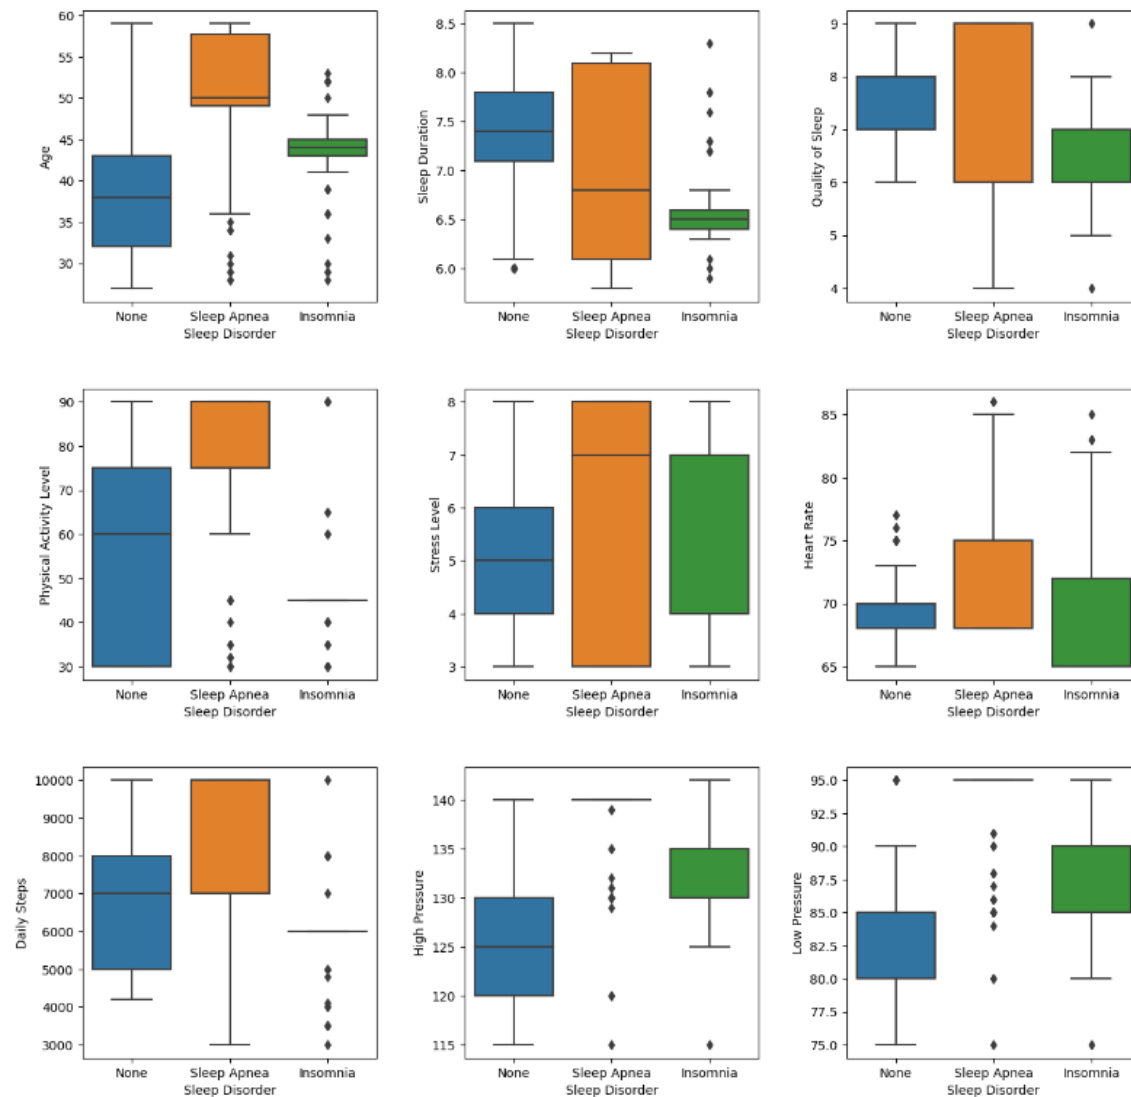 60
55
50
45
40
35
30
Age
None Sleep Apnea Insomnia
Sleep Disorder
8.5
8.0
7.5
7.0
6.5
6.0
Sleep Duration
None Sleep Apnea Insomnia
Sleep Disorder
9
8
7
6
5
4
Quality of Sleep
None Sleep Apnea Insomnia
Sleep Disorder
90
80
70
60
50
40
30
Physical Activity Level
None Sleep Apnea Insomnia
Sleep Disorder
8
7
6
5
4
3
Stress Level
None Sleep Apnea Insomnia
Sleep Disorder
85
80
75
70
65
Heart Rate
None Sleep Apnea Insomnia
Sleep Disorder
10000
9000
8000
7000
6000
5000
4000
3000
Daily Steps
None Sleep Apnea Insomnia
Sleep Disorder
140
135
130
125
120
115
High Pressure
None Sleep Apnea Insomnia
Sleep Disorder
95.0
92.5
90.0
87.5
85.0
82.5
80.0
77.5
75.0
Low Pressure
None Sleep Apnea Insomnia
Sleep Disorder